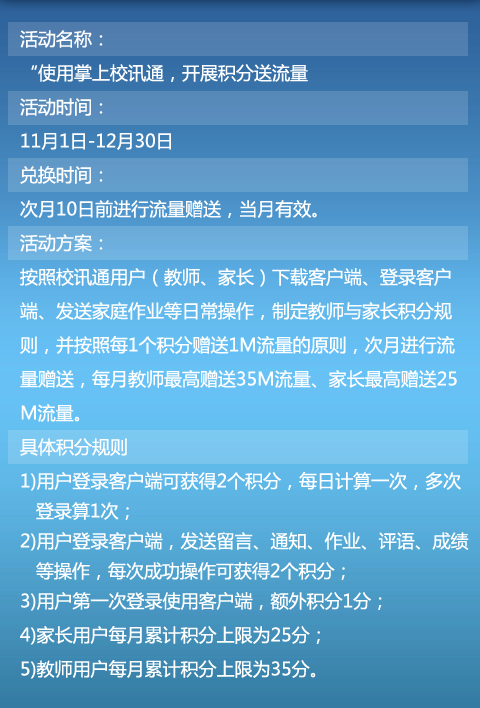 活动名称：
“使用掌上校讯通，开展积分送流量
活动时间：
11月1日-12月30日
兑换时间：
次月10日前进行流量赠送，当月有效。
活动方案：
按照校讯通用户（教师、家长）下载客户端、登录客户
端、发送家庭作业等日常操作，制定教师与家长积分规
则，并按照每1个积分赠送1M流量的原则，次月进行流
量赠送，每月教师最高赠送35M流量、家长最高赠送25
M流量。
具体积分规则
1)用户登录客户端可获得2个积分，每日计算一次，多次
登录算1次；
2)用户登录客户端，发送留言、通知、作业、评语、成绩
等操作，每次成功操作可获得2个积分；
3)用户第一次登录使用客户端，额外积分1分；
4)家长用户每月累计积分上限为25分；
5)教师用户每月累计积分上限为35分。